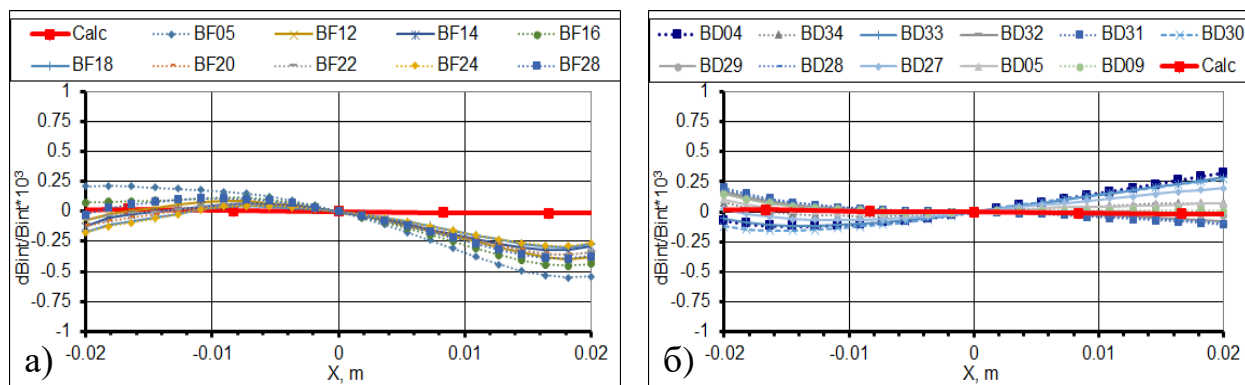 Calc BF05 BF12 BF14 BF16
BF18 BF20 BF22 BF24 BF28
1
0.75
0.5
0.25
0
-0.25
-0.5
-0.75
-1
dBint/Bint*10³
-0.02 -0.01 0 0.01 0.02
X, m
а)
BD04 BD34 BD33 BD32 BD31 BD30
BD29 BD28 BD27 BD05 BD09 Calc
1
0.75
0.5
0.25
0
-0.25
-0.5
-0.75
-1
dBint/Bint*10³
-0.02 -0.01 0 0.01 0.02
X, m
б)